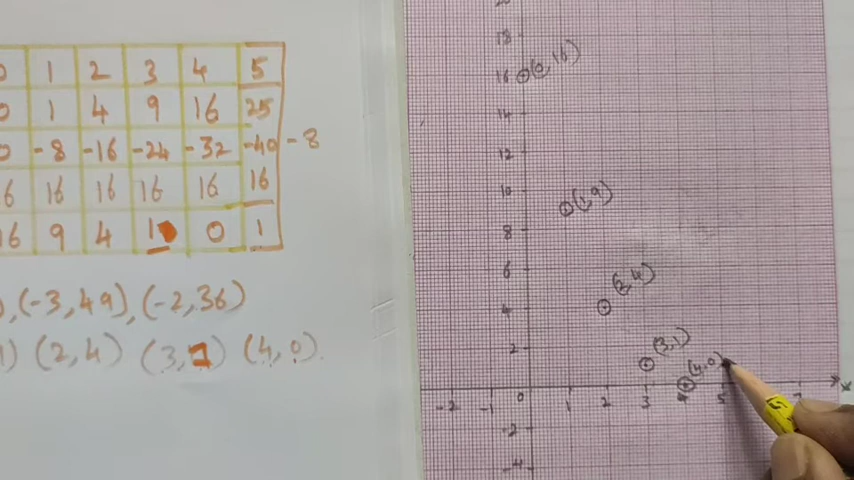 0 1 2 3 4 5
0 1 4 9 16 25
0 -8 -16 -24 -32 -40 -8
6 16 16 16 16 16
16 9 4 1 0 1
),(-3,49),(-2,36)
1) (2,4) (3,1) (4,0)
18
16 (0,16)
14
12
10
(1,9)
8
6
(2,4)
4
2
(3,1)
(4,0)
-2 -1 0 1 2 3 4 5 7 x
-2
-4